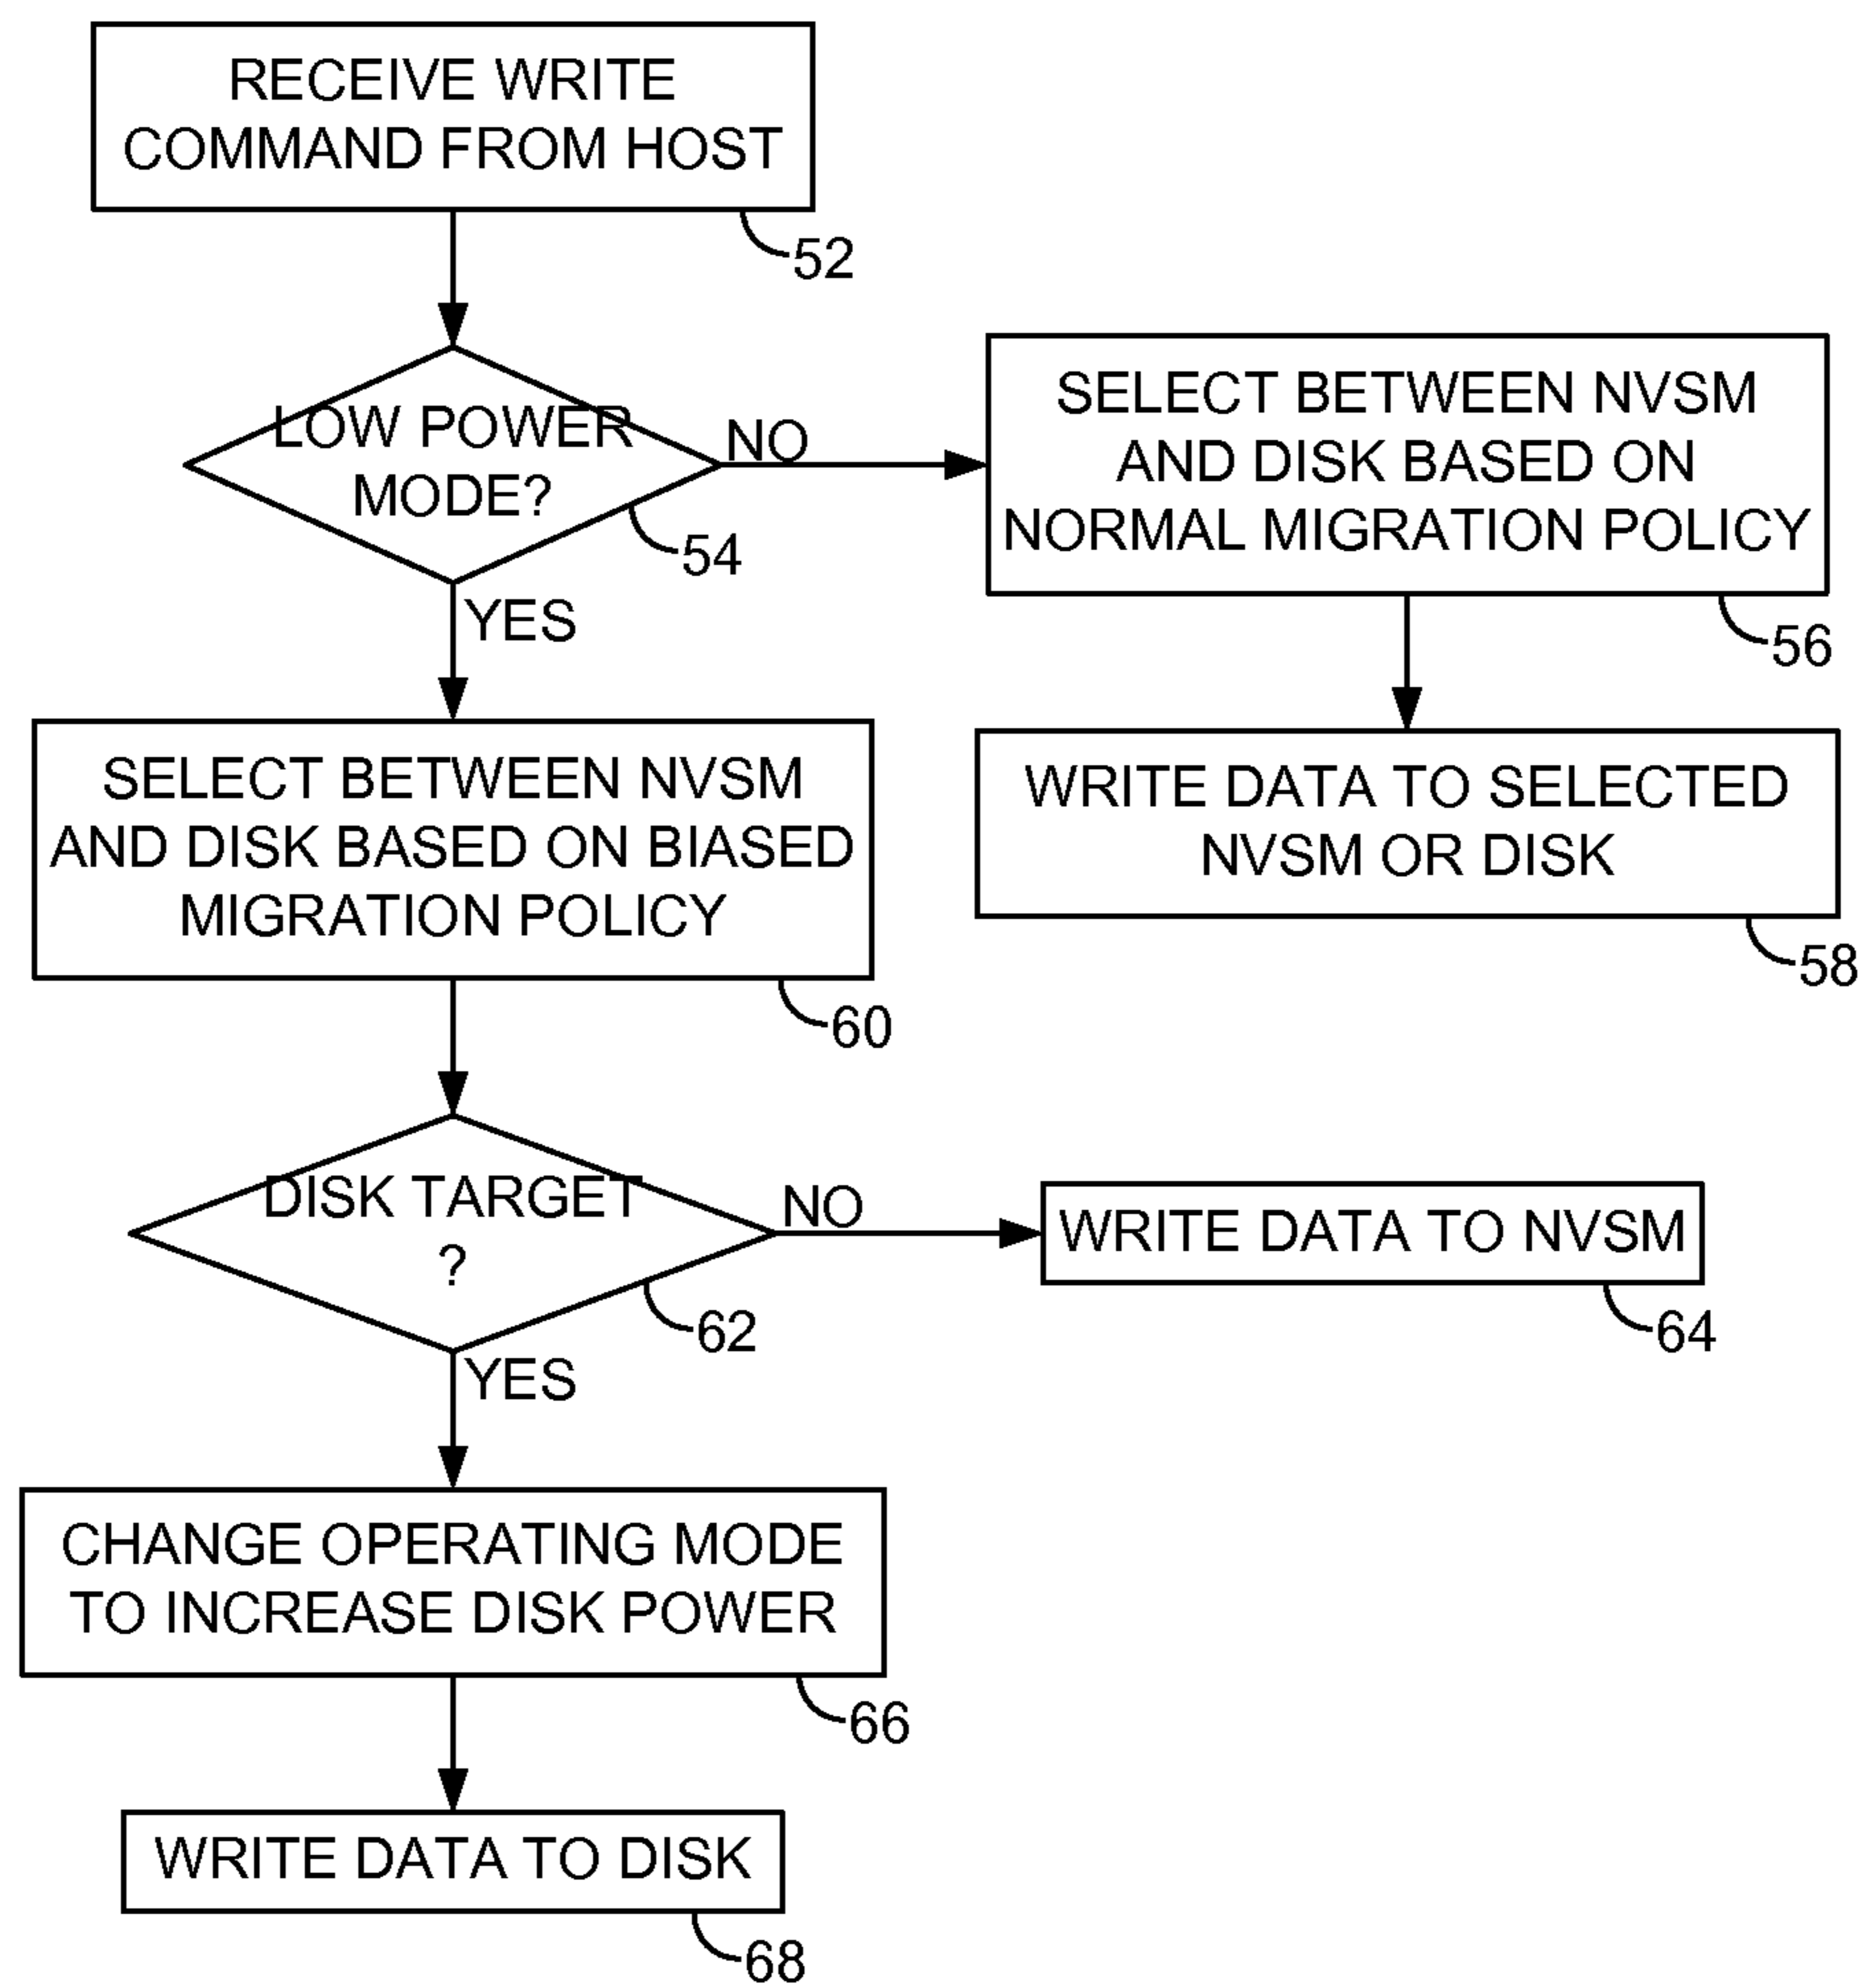 RECEIVE WRITE
COMMAND FROM HOST
52
LOW POWER
MODE?
NO
54
YES
SELECT BETWEEN NVSM
AND DISK BASED ON
NORMAL MIGRATION POLICY
56
WRITE DATA TO SELECTED
NVSM OR DISK
58
SELECT BETWEEN NVSM
AND DISK BASED ON BIASED
MIGRATION POLICY
60
DISK TARGET
?
NO
62
WRITE DATA TO NVSM
64
YES
CHANGE OPERATING MODE
TO INCREASE DISK POWER
66
WRITE DATA TO DISK
68